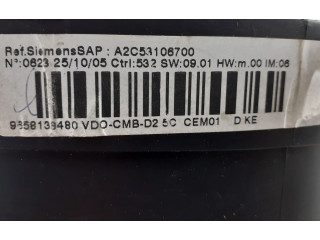 Ref.SiemensSAP : A2C53106700
N°:0623 25/10/05 Ctrl:532 SW:09.01 HW:m.00 IM:06
9658138480 VDO-CMB-D2 5C CEM01 D KE